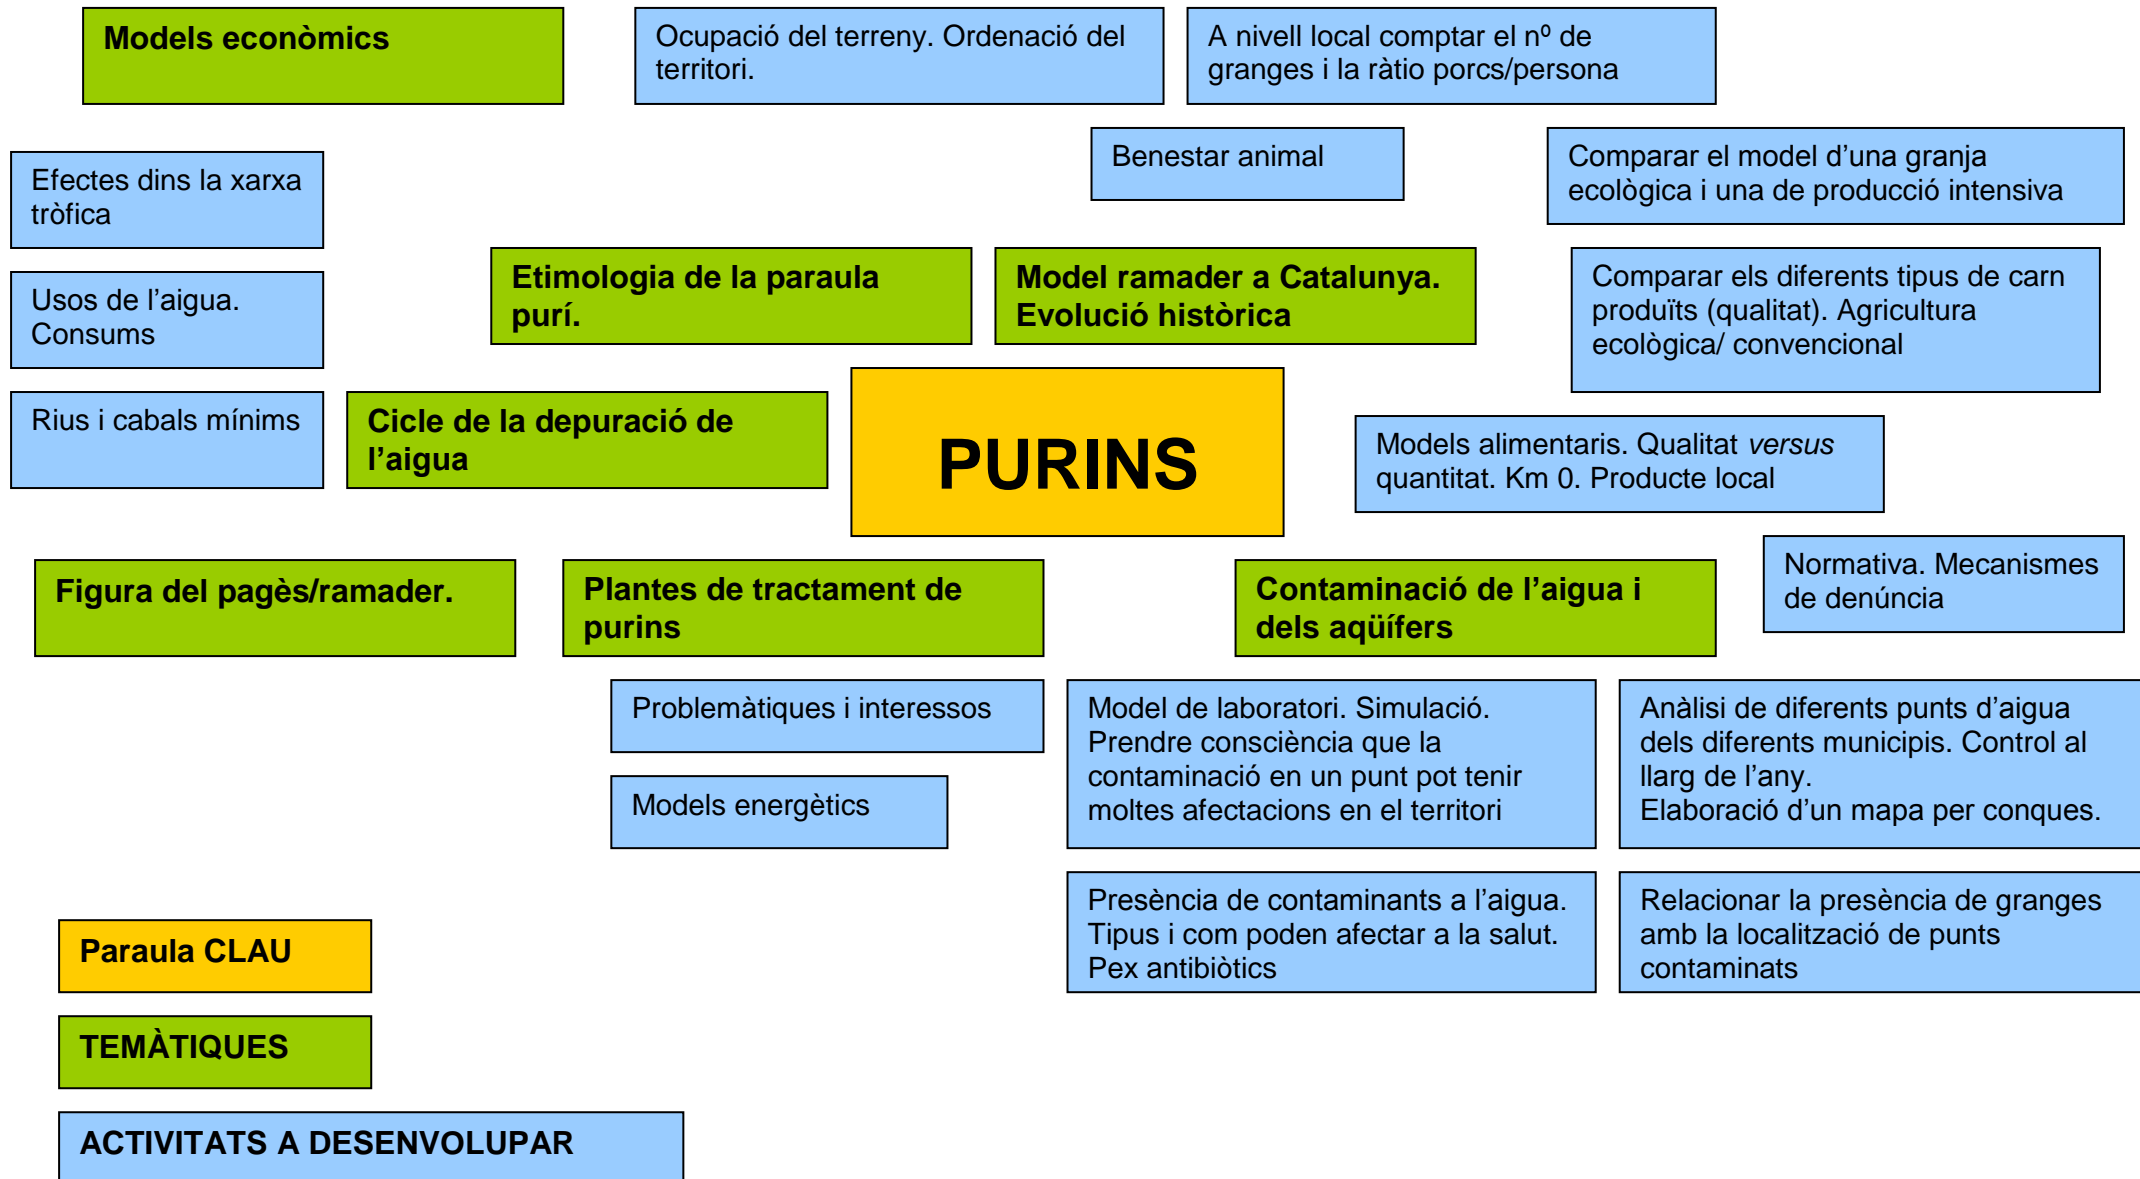 Models econòmics
Ocupació del terreny. Ordenació del
territori.
A nivell local comptar el nº de
granges i la ràtio porcs/persona
Benestar animal
Comparar el model d’una granja
ecològica i una de producció intensiva
Efectes dins la xarxa
tròfica
Etimologia de la paraula
purí.
Model ramader a Catalunya.
Evolució històrica
Comparar els diferents tipus de carn
produïts (qualitat). Agricultura
ecològica/ convencional
Usos de l’aigua.
Consums
Rius i cabals mínims
Cicle de la depuració de
l’aigua
PURINS
Models alimentaris. Qualitat versus
quantitat. Km 0. Producte local
Figura del pagès/ramader.
Plantes de tractament de
purins
Contaminació de l’aigua i
dels aqüífers
Normativa. Mecanismes
de denúncia
Problemàtiques i interessos
Models energètics
Model de laboratori. Simulació.
Prendre consciència que la
contaminació en un punt pot tenir
moltes afectacions en el territori
Anàlisi de diferents punts d’aigua
dels diferents municipis. Control al
llarg de l’any.
Elaboració d’un mapa per conques.
Presència de contaminants a l’aigua.
Tipus i com poden afectar a la salut.
Pex antibiòtics
Relacionar la presència de granges
amb la localització de punts
contaminats
Paraula CLAU
TEMÀTIQUES
ACTIVITATS A DESENVOLUPAR